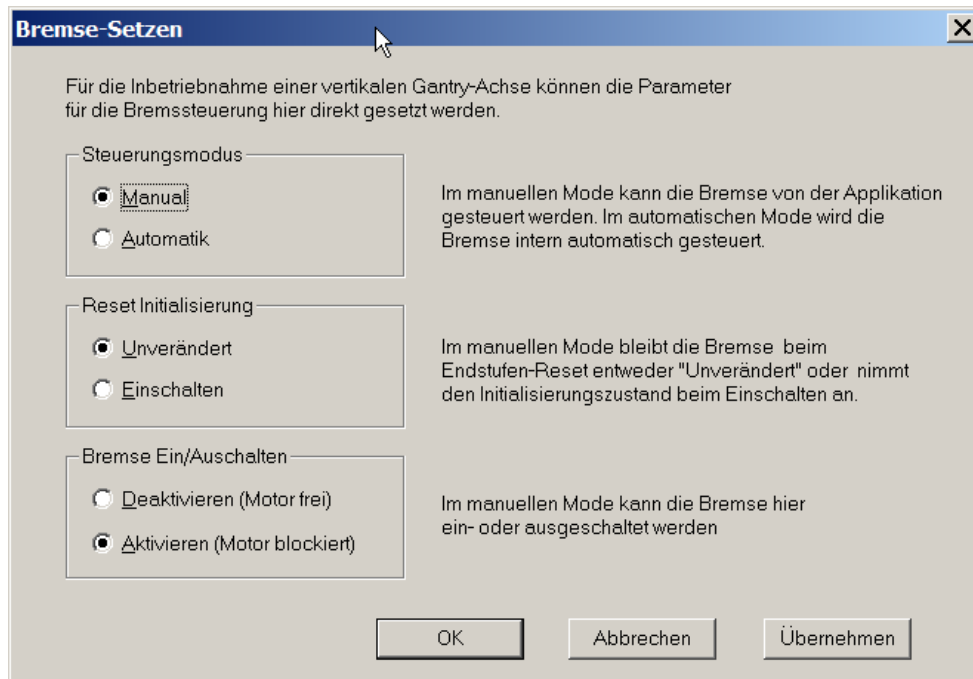 Bremse-Setzen
Für die Inbetriebnahme einer vertikalen Gantry-Achse können die Parameter
für die Bremssteuerung hier direkt gesetzt werden.
Steuerungsmodus
Manual
Automatik
Im manuellen Mode kann die Bremse von der Applikation
gesteuert werden. Im automatischen Mode wird die
Bremse intern automatisch gesteuert.
Reset Initialisierung
Unverändert
Einschalten
Im manuellen Mode bleibt die Bremse beim
Endstufen-Reset entweder "Unverändert" oder nimmt
den Initialisierungszustand beim Einschalten an.
Bremse Ein/Auschalten
Deaktivieren (Motor frei)
Aktivieren (Motor blockiert)
Im manuellen Mode kann die Bremse hier
ein- oder ausgeschaltet werden
OK
Abbrechen
Übernehmen